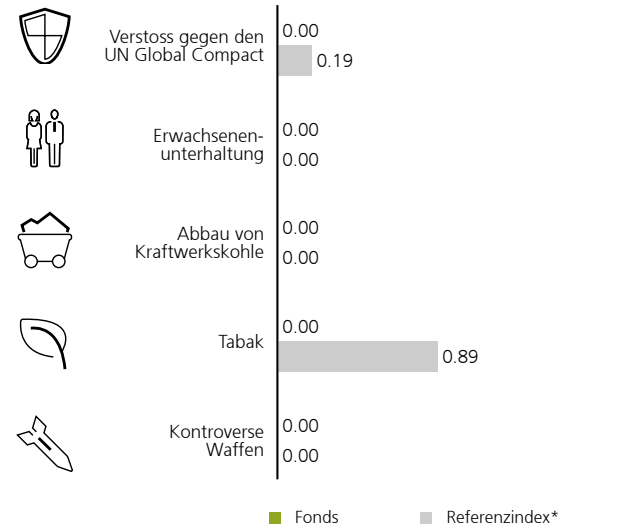 Verstoss gegen den
UN Global Compact
0.00
0.19
Erwachsenen-
unterhaltung
0.00
0.00
Abbau von
Kraftwerkskohle
0.00
0.00
Tabak
0.00
0.89
Kontroverse
Waffen
0.00
0.00
Fonds
Referenzindex*